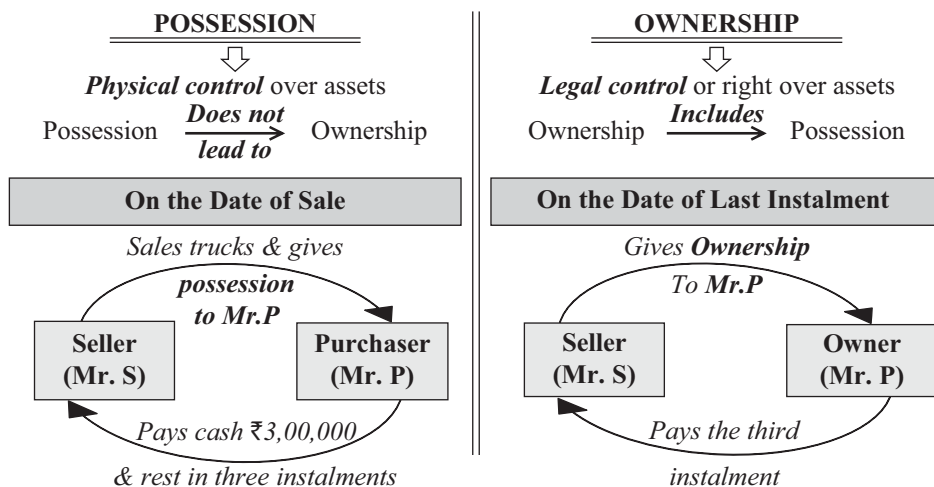 POSSESSION
Physical control over assets
Possession Does not lead to Ownership
On the Date of Sale
Sales trucks & gives
possession
to Mr.P
Seller
(Mr. S)
Purchaser
(Mr. P)
Pays cash ₹3,00,000
& rest in three instalments
OWNERSHIP
Legal control or right over assets
Ownership Includes Possession
On the Date of Last Instalment
Gives Ownership
To Mr.P
Seller
(Mr. S)
Owner
(Mr. P)
Pays the third
instalment